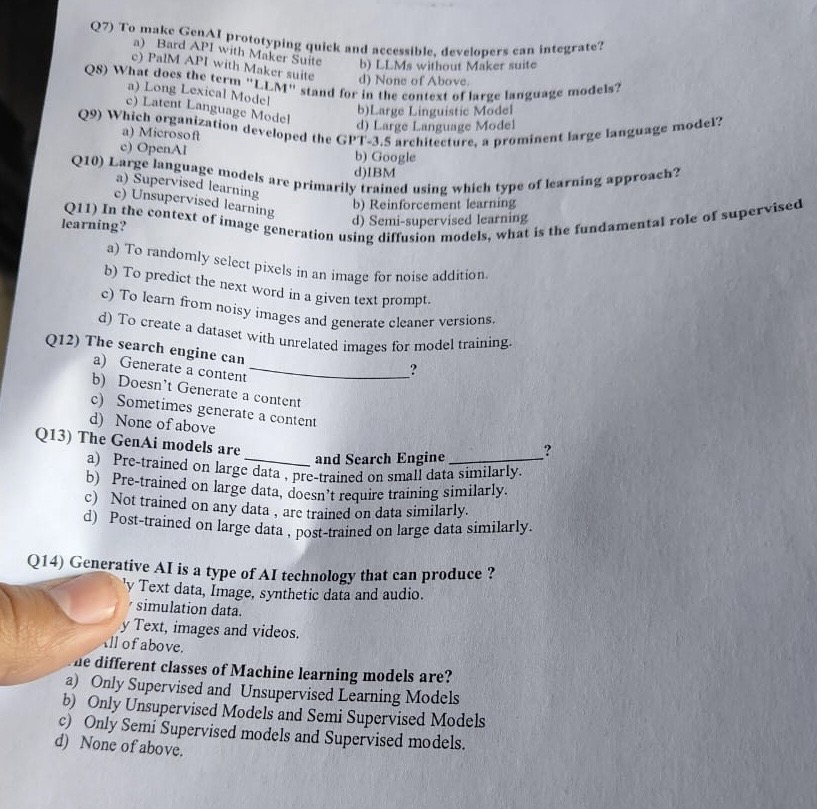 Q7) To make GenAI prototyping quick and accessible, developers can integrate?
a) Bard API with Maker Suite b) LLMs without Maker suite
c) PalM API with Maker suite d) None of Above.
Q8) What does the term "LLM" stand for in the context of large language models?
a) Long Lexical Model b)Large Linguistic Model
c) Latent Language Model d) Large Language Model
Q9) Which organization developed the GPT-3.5 architecture, a prominent large language model?
a) Microsoft b) Google
c) OpenAI d)IBM
Q10) Large language models are primarily trained using which type of learning approach?
a) Supervised learning b) Reinforcement learning
c) Unsupervised learning d) Semi-supervised learning
Q11) In the context of image generation using diffusion models, what is the fundamental role of supervised
learning?
a) To randomly select pixels in an image for noise addition.
b) To predict the next word in a given text prompt.
c) To learn from noisy images and generate cleaner versions.
d) To create a dataset with unrelated images for model training.
Q12) The search engine can ____________________?
a) Generate a content
b) Doesn't Generate a content
c) Sometimes generate a content
d) None of above
Q13) The GenAi models are ________ and Search Engine ____________?
a) Pre-trained on large data , pre-trained on small data similarly.
b) Pre-trained on large data, doesn't require training similarly.
c) Not trained on any data , are trained on data similarly.
d) Post-trained on large data , post-trained on large data similarly.
Q14) Generative AI is a type of AI technology that can produce ?
Text data, Image, synthetic data and audio.
simulation data.
Text, images and videos.
of above.
different classes of Machine learning models are?
a) Only Supervised and Unsupervised Learning Models
b) Only Unsupervised Models and Semi Supervised Models
c) Only Semi Supervised models and Supervised models.
d) None of above.